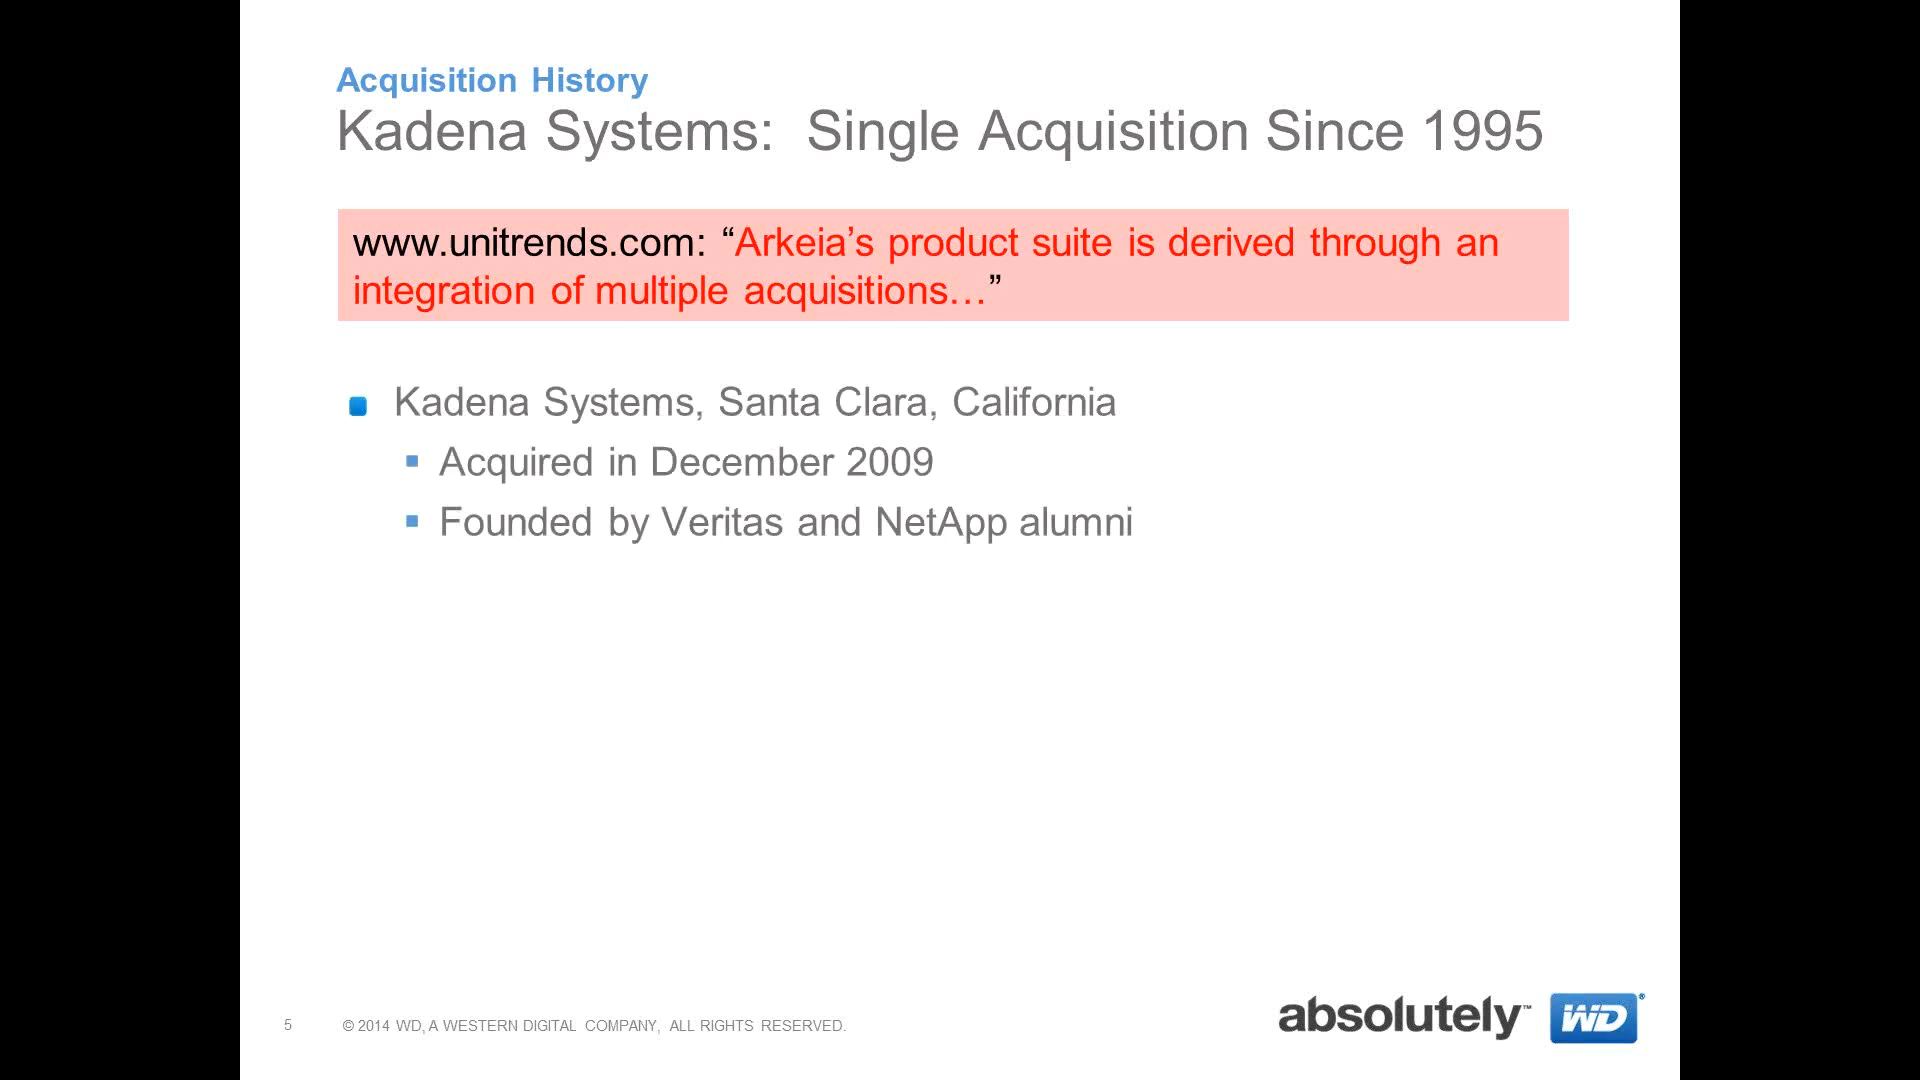 Acquisition History
Kadena Systems:  Single Acquisition Since 1995
www.unitrends.com: “Arkeia’s product suite is derived through an
integration of multiple acquisitions…”
Kadena Systems, Santa Clara, California
Acquired in December 2009
Founded by Veritas and NetApp alumni
5
© 2014 WD, A WESTERN DIGITAL COMPANY, ALL RIGHTS RESERVED.
absolutely™ WD®